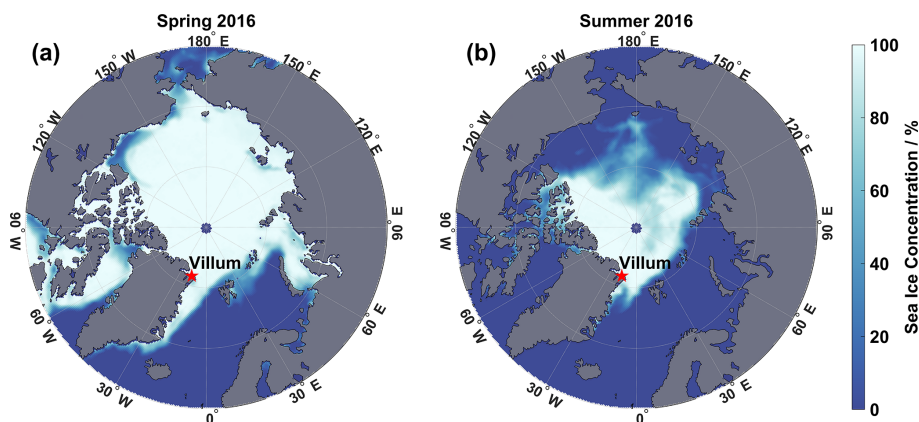 Spring 2016
(a)
180° E
150° W
150° E
120° W
120° E
90° W
90° E
Villum
60° W
60° E
30° W
30° E
0°
Summer 2016
(b)
180° E
150° W
150° E
120° W
120° E
90° W
90° E
Villum
60° W
60° E
30° W
30° E
0°
100
80
60
40
20
0
Sea Ice Concentration / %